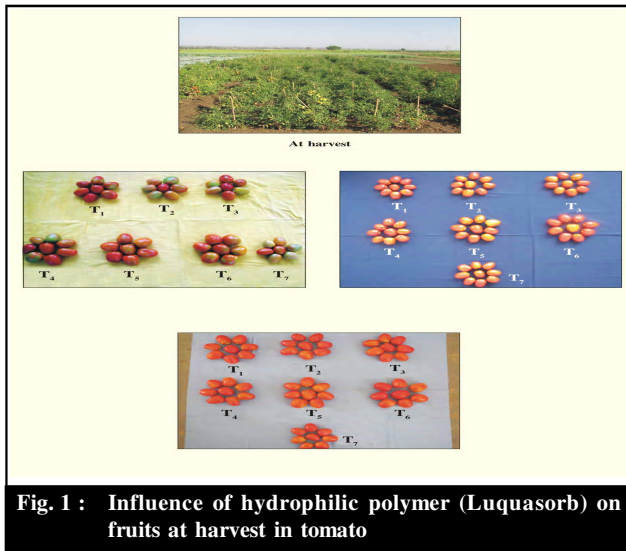 At harvest
T1 T2 T3
T4 T5 T6 T7
T1 T2 T3
T4 T5 T6
T7
T1 T2 T3
T4 T5 T6
T7
Fig. 1 : Influence of hydrophilic polymer (Luquasorb) on
fruits at harvest in tomato